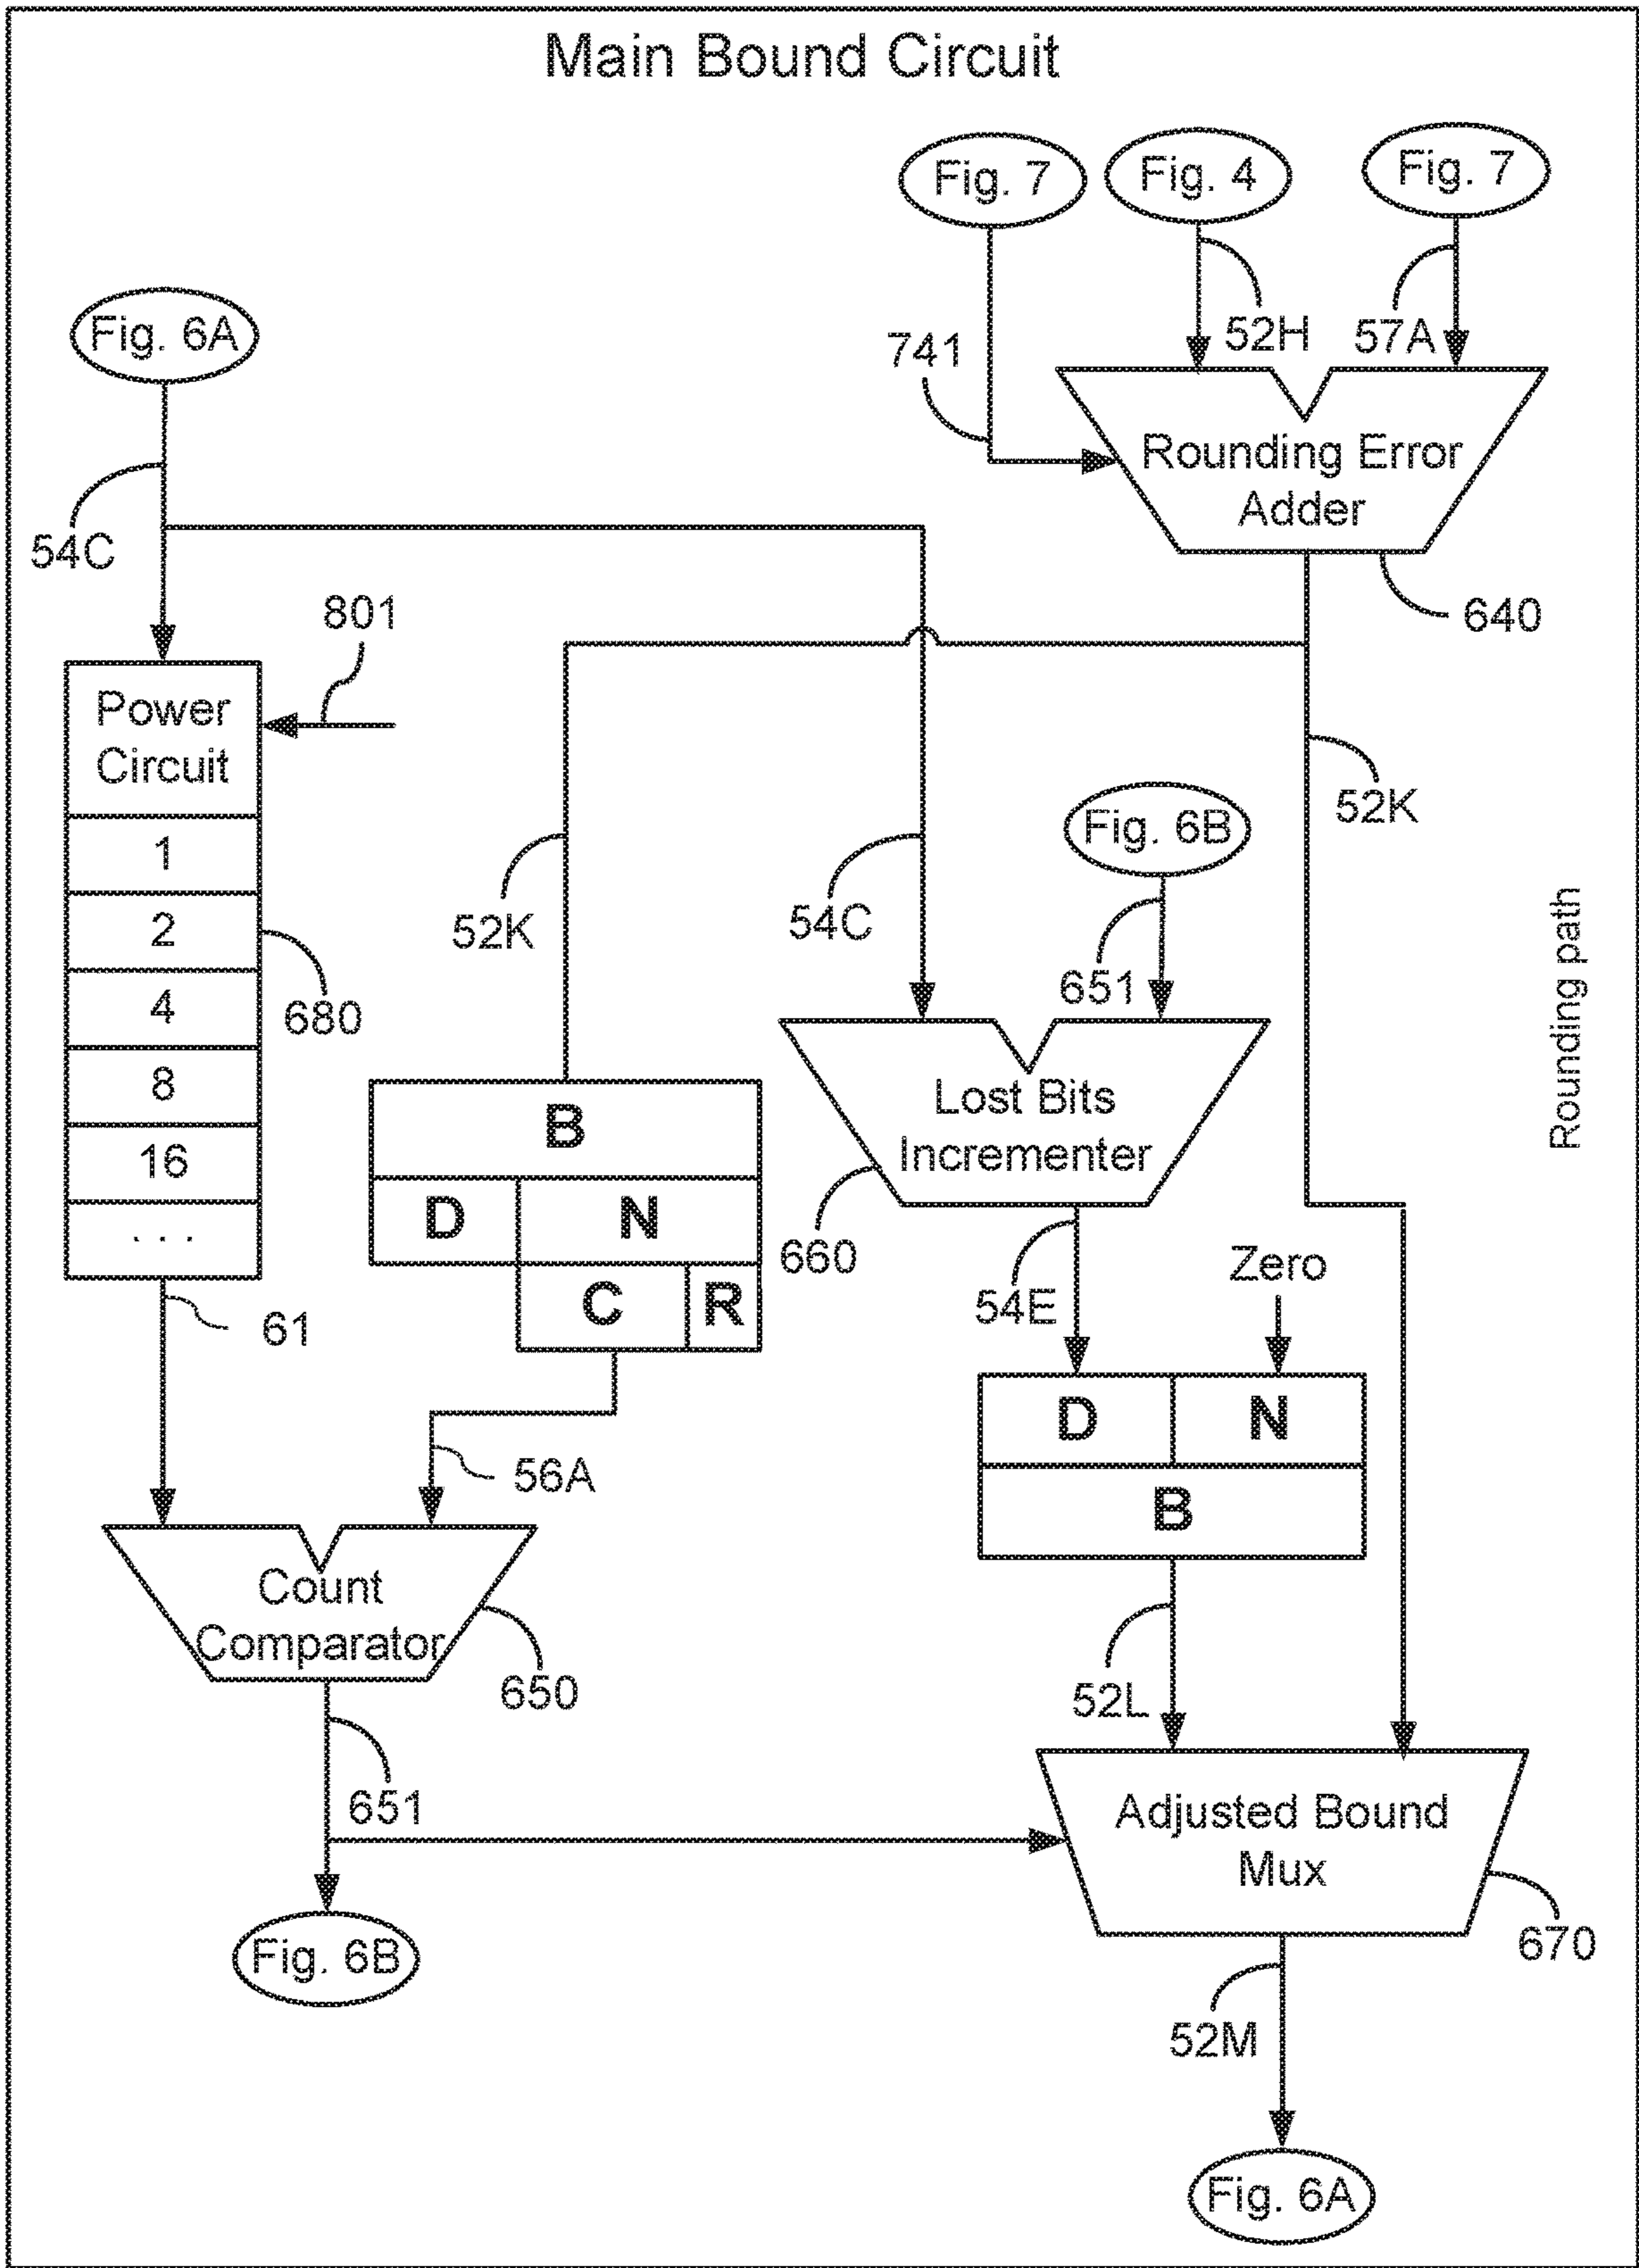 Main Bound Circuit
Fig. 7
Fig. 4
Fig. 7
Fig. 6A
741
52H
57A
Rounding Error
Adder
54C
640
801
Power
Circuit
1
2
4
8
16
. . .
680
52K
54C
Fig. 6B
651
52K
Rounding path
B
D
N
C
R
Lost Bits
Incrementer
660
54E
Zero
61
56A
D
N
B
Count
Comparator
650
52L
651
Adjusted Bound
Mux
670
Fig. 6B
52M
Fig. 6A